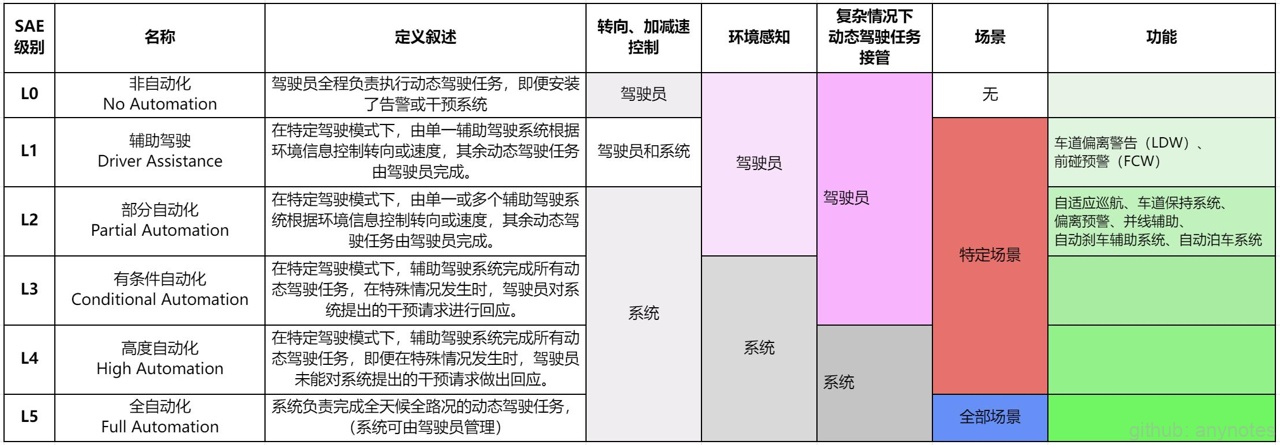 SAE
级别
名称
定义叙述
转向、加减速
控制
环境感知
复杂情况下
动态驾驶任务
接管
场景
功能
L0
非自动化
No Automation
驾驶员全程负责执行动态驾驶任务，即便安装
了告警或干预系统
驾驶员
驾驶员
驾驶员
无
L1
辅助驾驶
Driver Assistance
在特定驾驶模式下，由单一辅助驾驶系统根据
环境信息控制转向或速度，其余动态驾驶任务
由驾驶员完成。
驾驶员和系统
特定场景
车道偏离警告（LDW）、
前碰预警（FCW）
L2
部分自动化
Partial Automation
在特定驾驶模式下，由单一或多个辅助驾驶系
统根据环境信息控制转向或速度，其余动态驾
驶任务由驾驶员完成。
系统
自适应巡航、车道保持系统、
偏离预警、并线辅助、
自动刹车辅助系统、自动泊车系统
L3
有条件自动化
Conditional Automation
在特定驾驶模式下，辅助驾驶系统完成所有动
态驾驶任务，在特殊情况发生时，驾驶员对系
统提出的干预请求进行回应。
系统
L4
高度自动化
High Automation
在特定驾驶模式下，辅助驾驶系统完成所有动
态驾驶任务，即便在特殊情况发生时，驾驶员
未能对系统提出的干预请求做出回应。
系统
L5
全自动化
Full Automation
系统负责完成全天候全路况的动态驾驶任务，
（系统可由驾驶员管理）
全部场景
github: anynotes